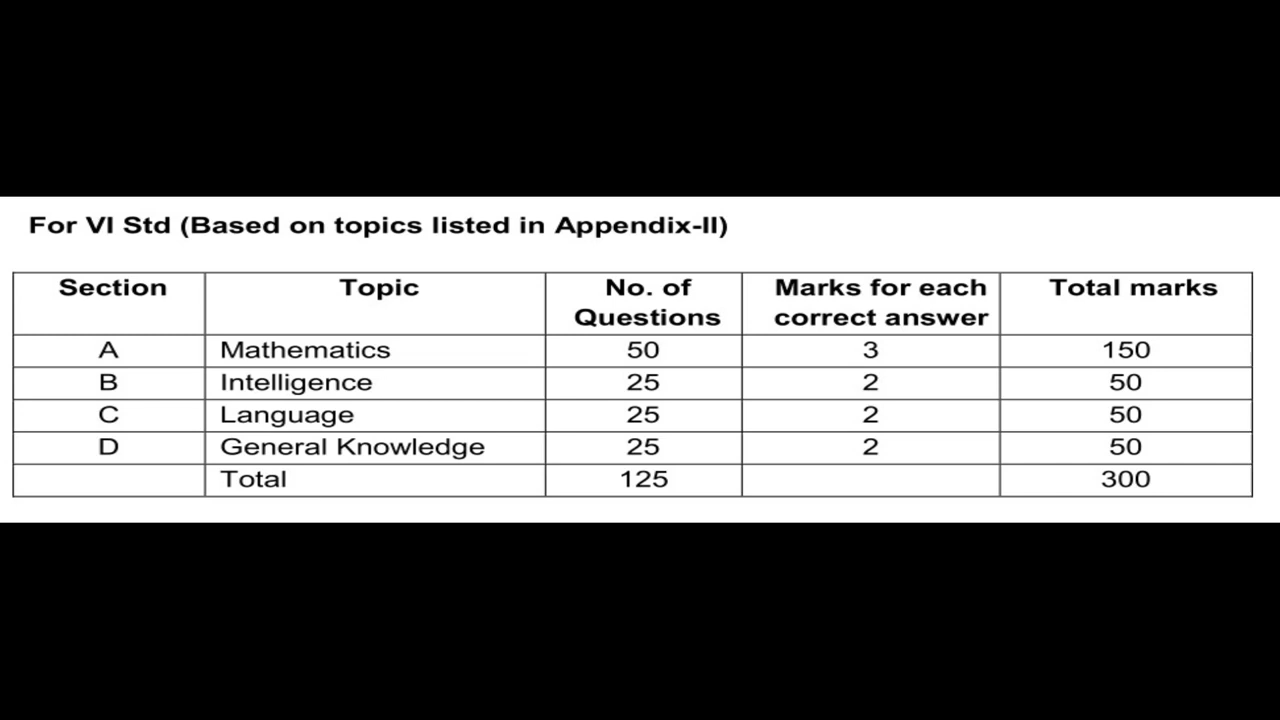 For VI Std (Based on topics listed in Appendix-II)
Section Topic No. of Questions Marks for each correct answer Total marks
A Mathematics 50 3 150
B Intelligence 25 2 50
C Language 25 2 50
D General Knowledge 25 2 50
Total 125 300